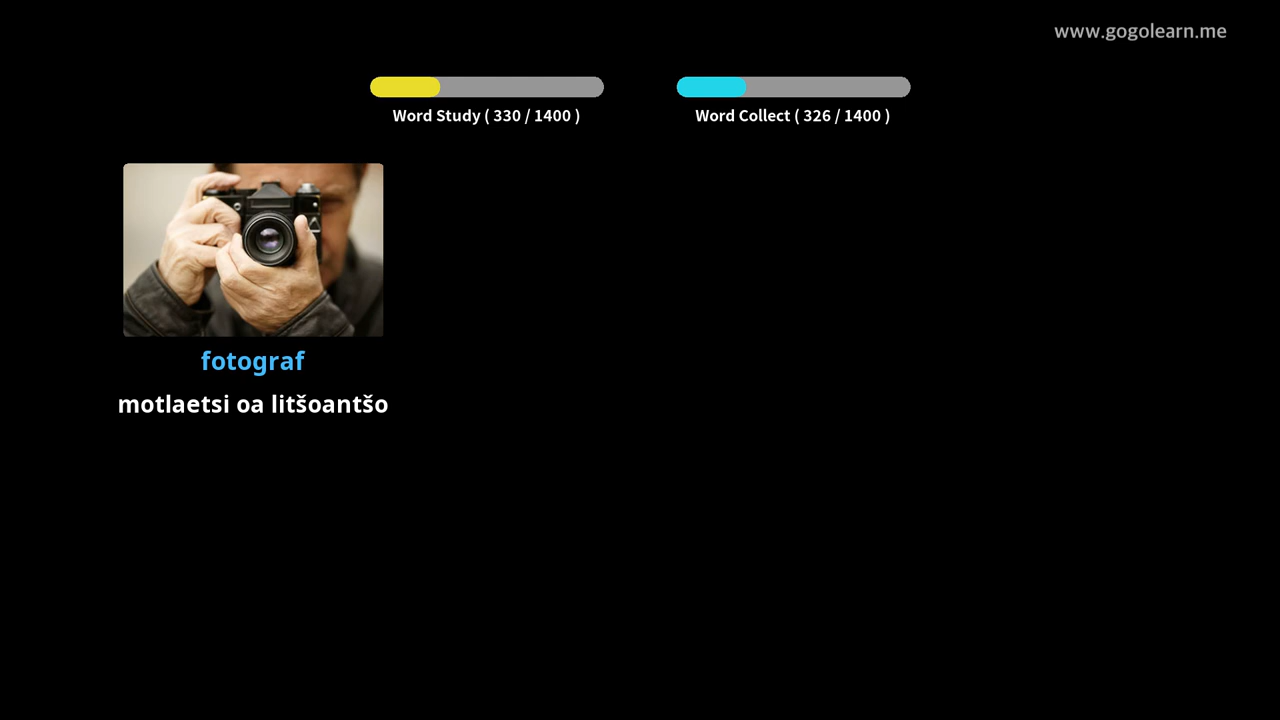 www.gogolearn.me
Word Study ( 330 / 1400 )
Word Collect ( 326 / 1400 )
fotograf
motlaetsi oa litšoantšo